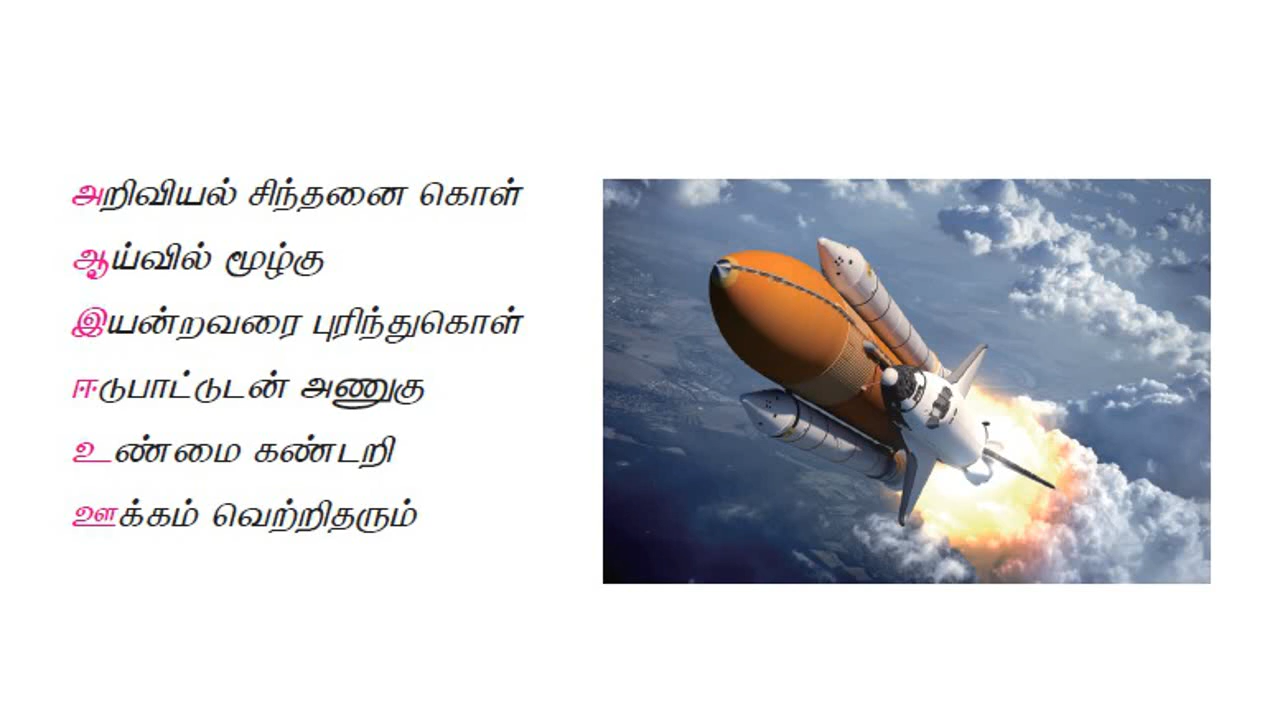 அறிவியல் சிந்தனை கொள்
ஆய்வில் மூழ்கு
இயன்றவரை புரிந்துகொள்
ஈடுபாட்டுடன் அணுகு
உண்மை கண்டறி
ஊக்கம் வெற்றிதரும்